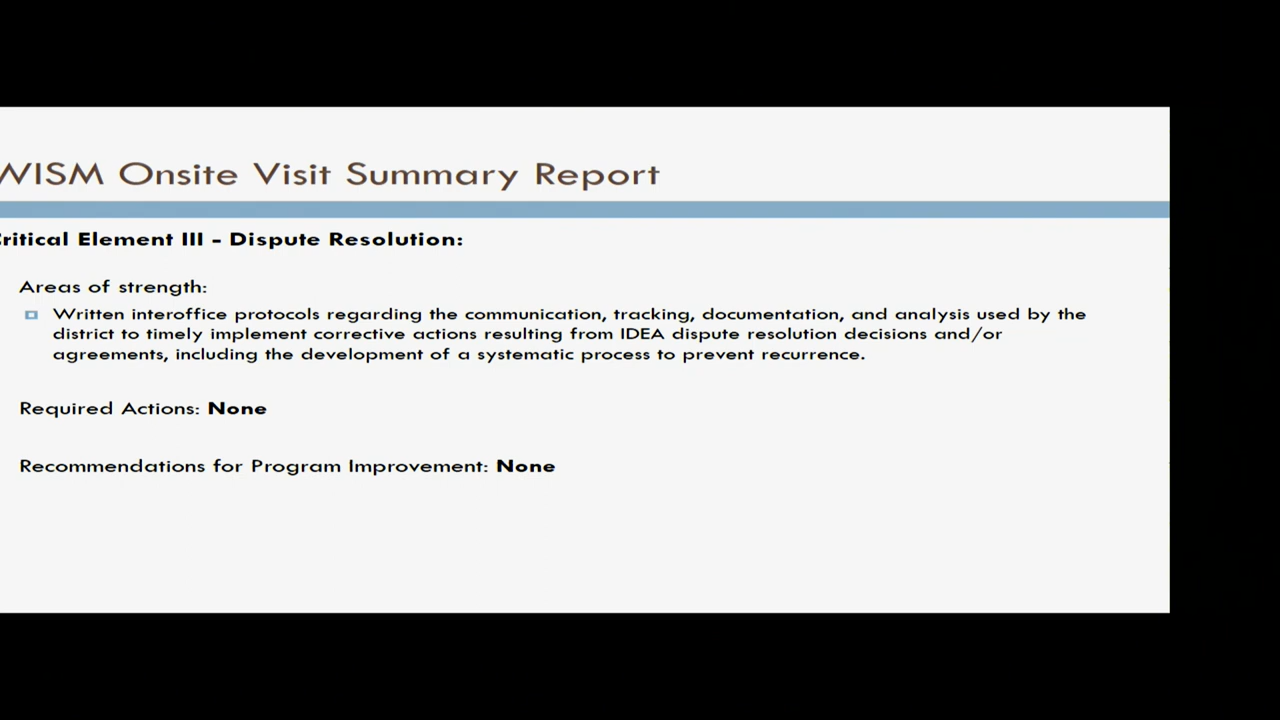 WISM Onsite Visit Summary Report
Critical Element III - Dispute Resolution:
Areas of strength:
Written interoffice protocols regarding the communication, tracking, documentation, and analysis used by the
district to timely implement corrective actions resulting from IDEA dispute resolution decisions and/or
agreements, including the development of a systematic process to prevent recurrence.
Required Actions: None
Recommendations for Program Improvement: None